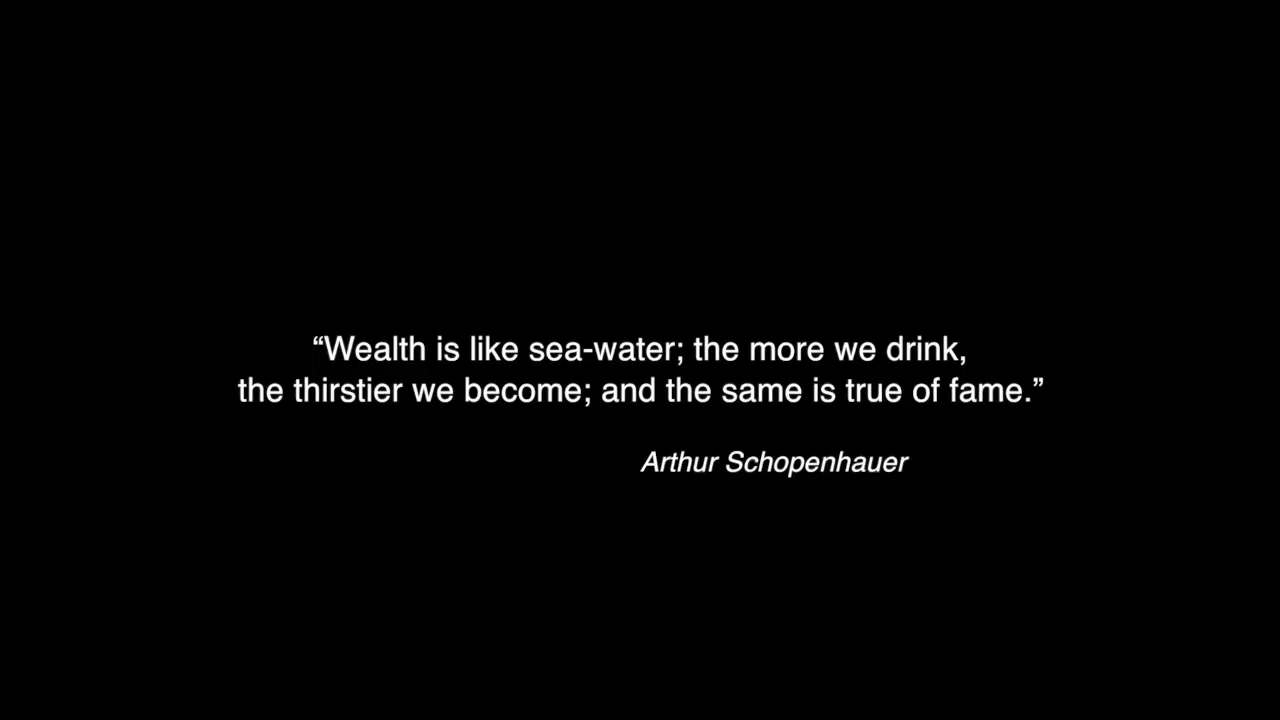 “Wealth is like sea-water; the more we drink,
the thirstier we become; and the same is true of fame.”
Arthur Schopenhauer